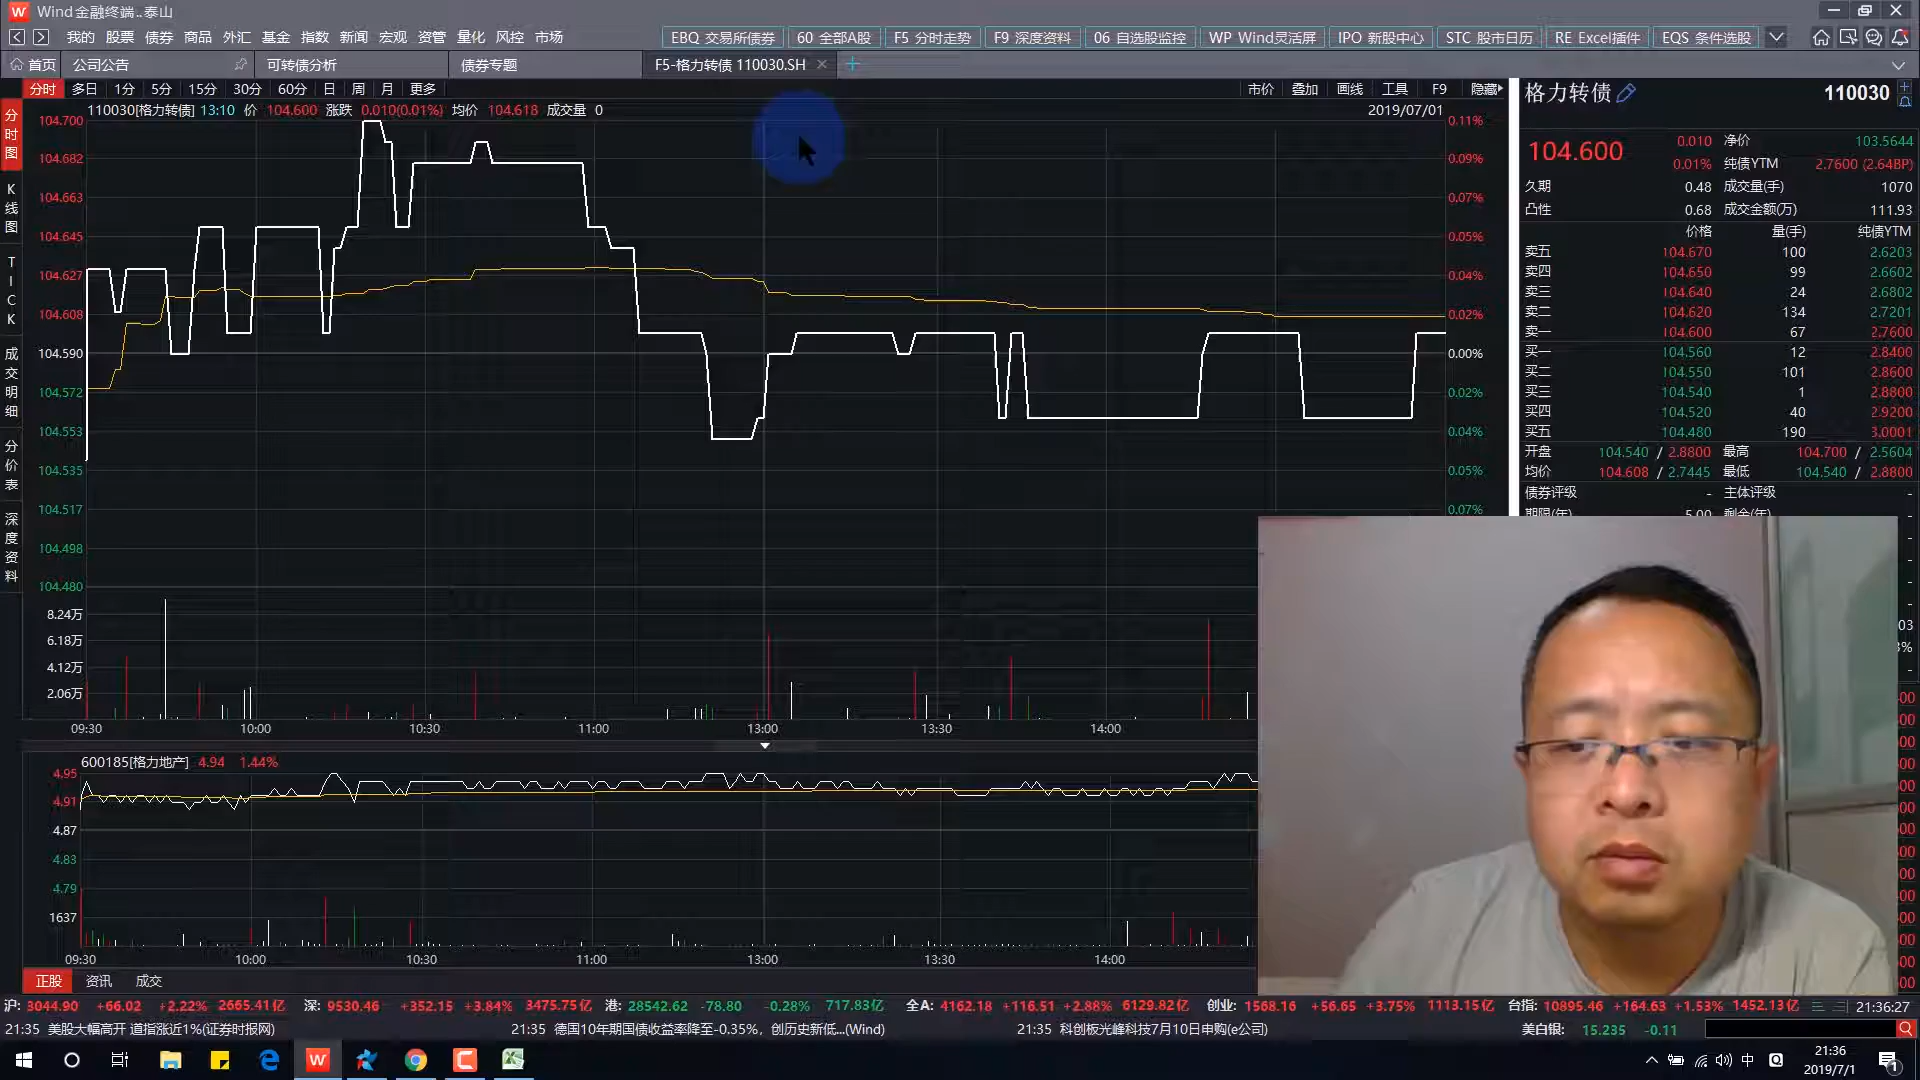 Wind金融终端..泰山
我的 股票 债券 商品 外汇 基金 指数 新闻 宏观 资管 量化 风控 市场 EBQ 交易所债券 60 全部A股 F5 分时走势 F9 深度资料 06 自选股监控 WP Wind灵活屏 IPO 新股中心 STC 股市日历 RE Excel插件 EQS 条件选股
首页 公司公告 可转债分析 债券专题 F5-格力转债 110030.SH
分时 多日 1分 5分 15分 30分 60分 日 周 月 更多 市价 叠加 画线 工具 F9 隐藏
110030[格力转债] 13:10 价 104.600 涨跌 0.010(0.01%) 均价 104.618 成交量 0 2019/07/01
分时图
K线图
TICK
成交明细
分价表
深度资料
104.700 0.11%
104.682 0.09%
104.663 0.07%
104.645 0.05%
104.627 0.04%
104.608 0.02%
104.590 0.00%
104.572 0.02%
104.553 0.04%
104.535 0.05%
104.517 0.07%
104.498
104.480
8.24万
6.18万
4.12万
2.06万
09:30 10:00 10:30 11:00 13:00 13:30 14:00
600185[格力地产] 4.94 1.44%
4.95
4.91
4.87
4.83
4.79
1637
09:30 10:00 10:30 11:00 13:00 13:30 14:00
正股 资讯 成交
格力转债 110030
104.600 0.010 净价 103.5644
0.01% 纯债YTM 2.7600 (2.64BP)
久期 0.48 成交量(手) 1070
凸性 0.68 成交金额(万) 111.93
价格 量(手) 纯债YTM
卖五 104.670 100 2.6203
卖四 104.650 99 2.6602
卖三 104.640 24 2.6802
卖二 104.620 134 2.7201
卖一 104.600 67 2.7600
买一 104.560 12 2.8400
买二 104.550 101 2.8600
买三 104.540 1 2.8800
买四 104.520 40 2.9200
买五 104.480 190 3.0001
开盘 104.540 / 2.8800 最高 104.700 / 2.5604
均价 104.608 / 2.7445 最低 104.540 / 2.8800
债券评级 - 主体评级 -
期限(年) 5.00 剩余(年)
沪: 3044.90 +66.02 +2.22% 2665.41亿 深: 9530.46 +352.15 +3.84% 3475.75亿 港: 28542.62 -78.80 -0.28% 717.83亿 全A: 4162.18 +116.51 +2.88% 6129.82亿 创业: 1568.16 +56.65 +3.75% 1113.15亿 台指: 10895.46 +164.63 +1.53% 1452.13亿 21:36:27
21:35 美股大幅高开 道指涨近1%(证券时报网) 21:35 德国10年期国债收益率降至-0.35%，创历史新低...(Wind) 21:35 科创板光峰科技7月10日申购(e公司) 美白银: 15.235 -0.11
中 21:36
2019/7/1